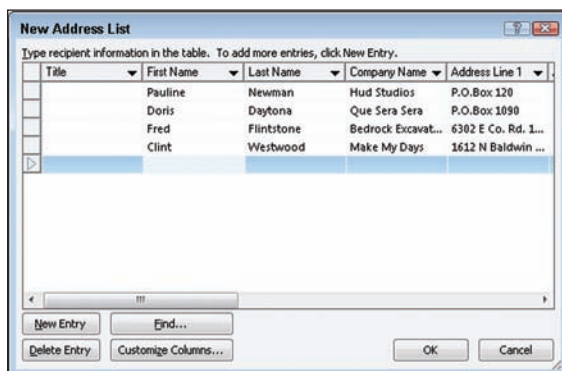 New Address List
Type recipient information in the table. To add more entries, click New Entry.
Title First Name Last Name Company Name Address Line 1
Pauline Newman Hud Studios P.O.Box 120
Doris Daytona Que Sera Sera P.O.Box 1090
Fred Flintstone Bedrock Excavat... 6302 E Co. Rd. 1...
Clint Westwood Make My Days 1612 N Baldwin ...
New Entry Find...
Delete Entry Customize Columns... OK Cancel